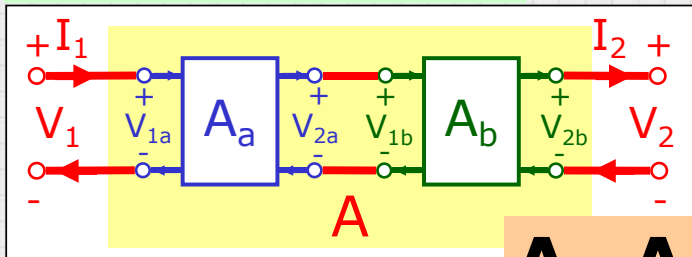 + I₁ I₂ +
+ + + +
V₁ V₁ₐ Aₐ V₂ₐ V₁b Ab V₂b V₂
- - - -
- A -